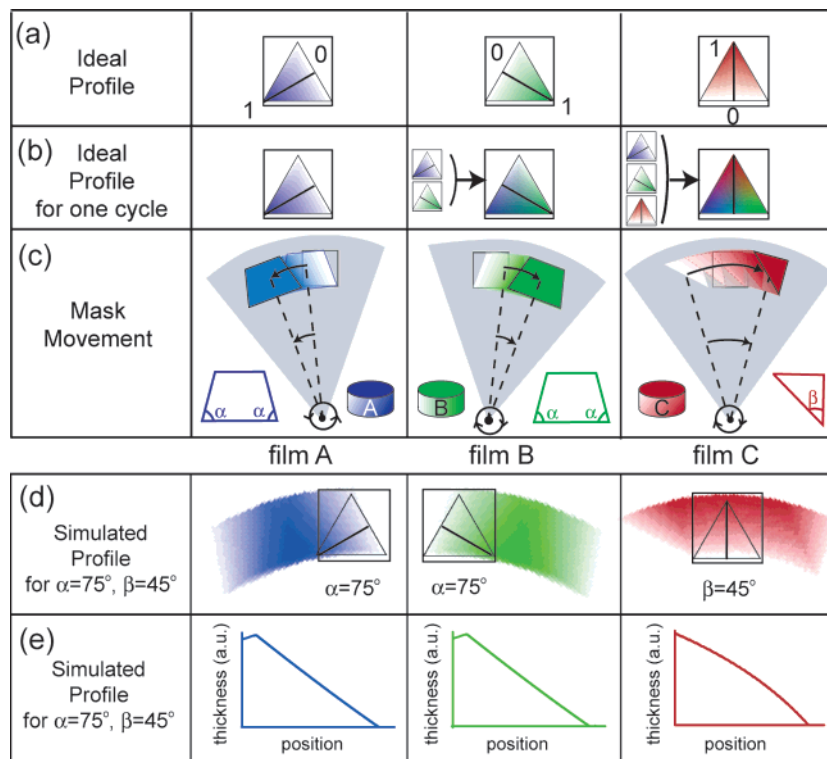 (a)
Ideal
Profile
0
1
0
1
1
0
(b)
Ideal
Profile
for one cycle
(c)
Mask
Movement
α α
A
B
α α
C
β
film A
film B
film C
(d)
Simulated
Profile
for α=75°, β=45°
α=75°
α=75°
β=45°
(e)
Simulated
Profile
for α=75°, β=45°
thickness (a.u.)
position
thickness (a.u.)
position
thickness (a.u.)
position